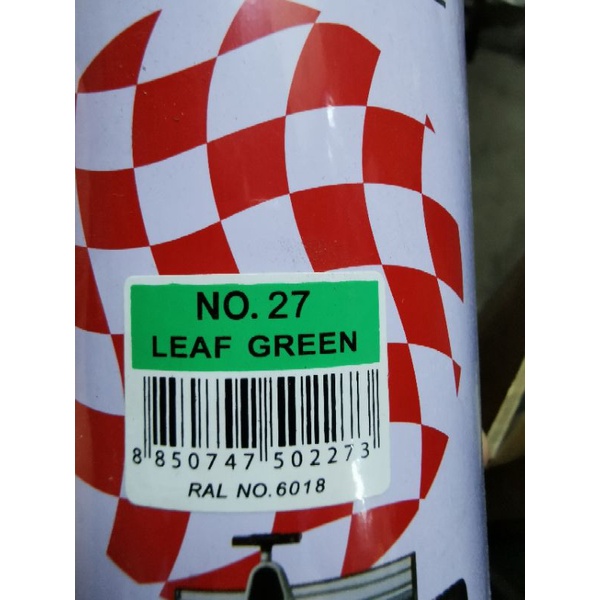 NO. 27
LEAF GREEN
8 850747 502273
RAL NO.6018